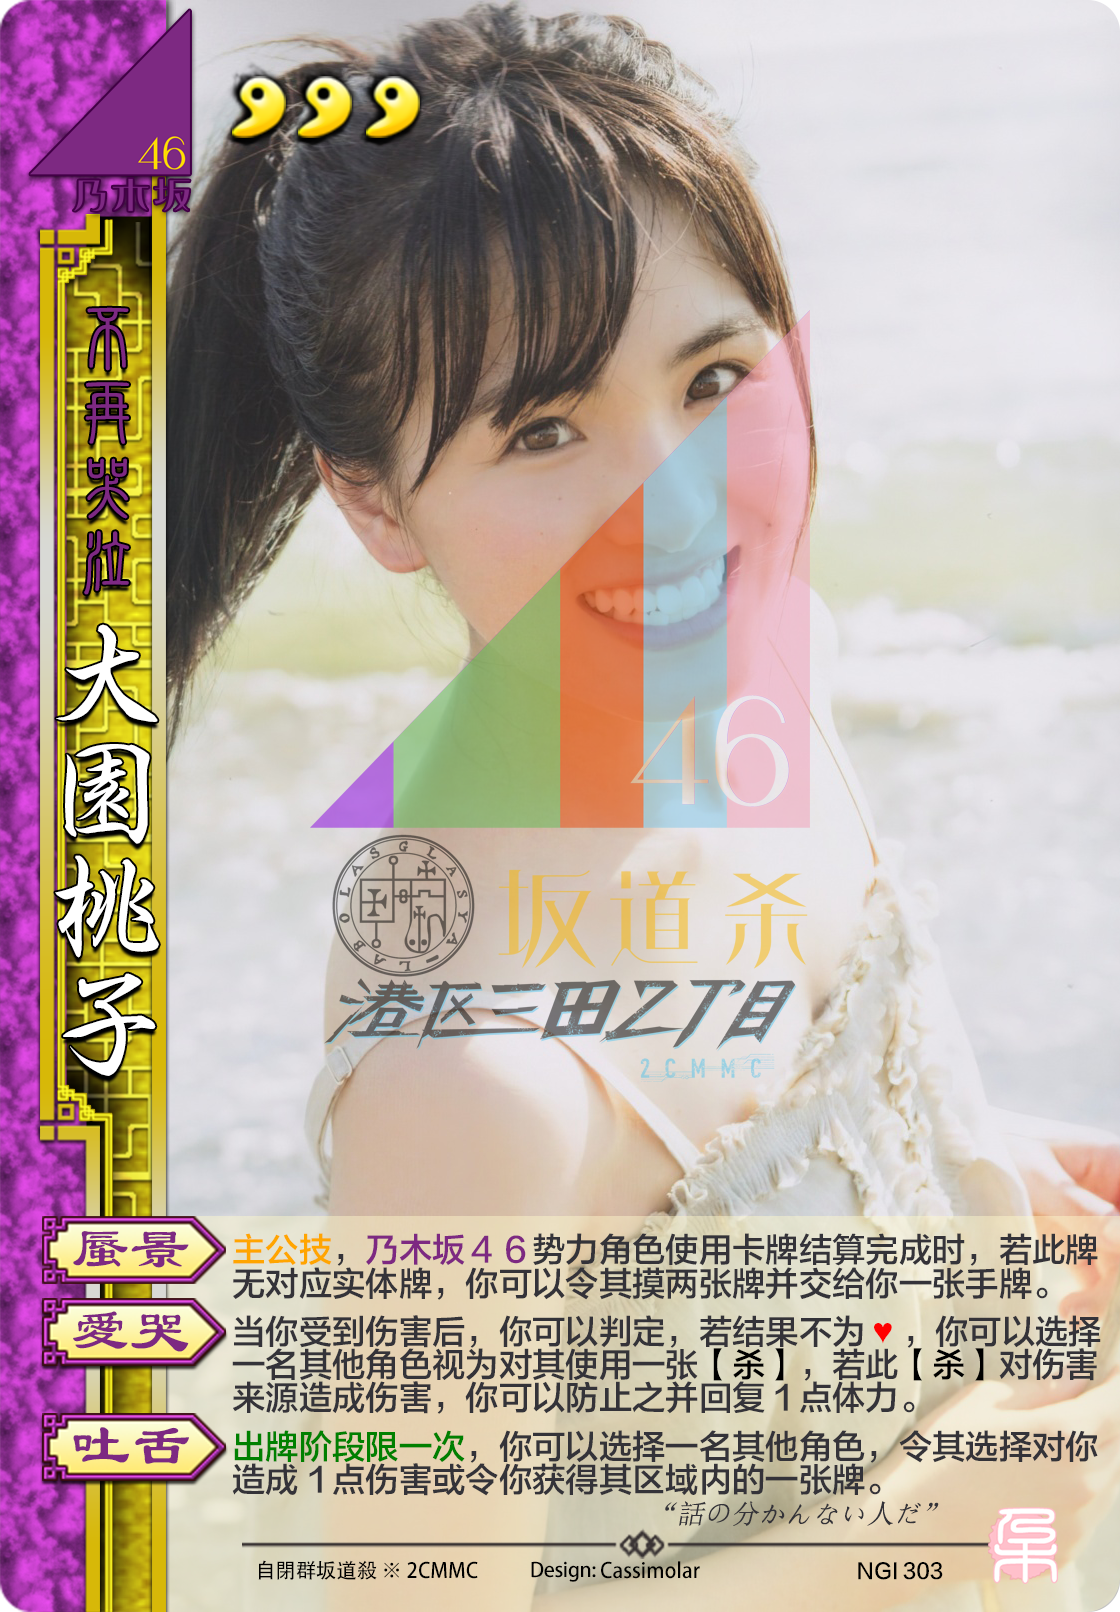 46
乃木坂
不再哭泣
大園桃子
46
GLASYA-LABOLAS
坂道杀
港区三田2丁目
2CMMC
蜃景
主公技，乃木坂４６势力角色使用卡牌结算完成时，若此牌
无对应实体牌，你可以令其摸两张牌并交给你一张手牌。
愛哭
当你受到伤害后，你可以判定，若结果不为♥，你可以选择
一名其他角色视为对其使用一张【杀】，若此【杀】对伤害
来源造成伤害，你可以防止之并回复１点体力。
吐舌
出牌阶段限一次，你可以选择一名其他角色，令其选择对你
造成１点伤害或令你获得其区域内的一张牌。
“話の分かんない人だ”
自閉群坂道殺 ※ 2CMMC Design: Cassimolar NGI 303